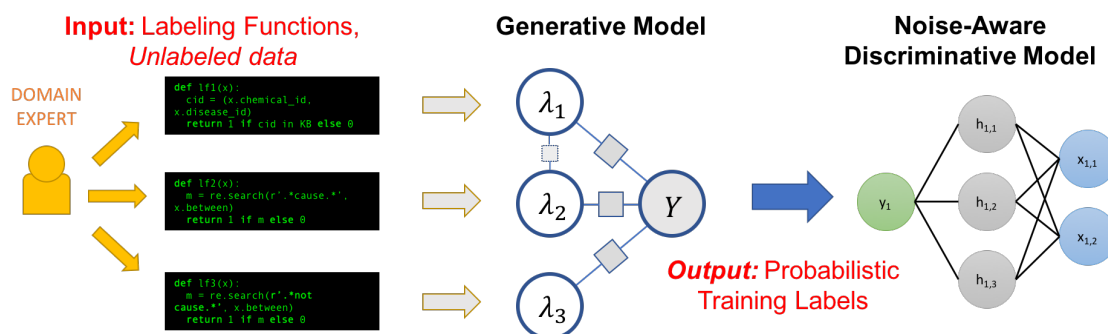 Input: Labeling Functions,
Unlabeled data
DOMAIN
EXPERT
def lf1(x):
cid = (x.chemical_id,
x.disease_id)
return 1 if cid in KB else 0
def lf2(x):
m = re.search(r'.*cause.*',
x.between)
return 1 if m else 0
def lf3(x):
m = re.search(r'.*not
cause.*', x.between)
return 1 if m else 0
Generative Model
λ1
λ2
λ3
Y
Output: Probabilistic
Training Labels
Noise-Aware
Discriminative Model
y1
h1,1
h1,2
h1,3
x1,1
x1,2